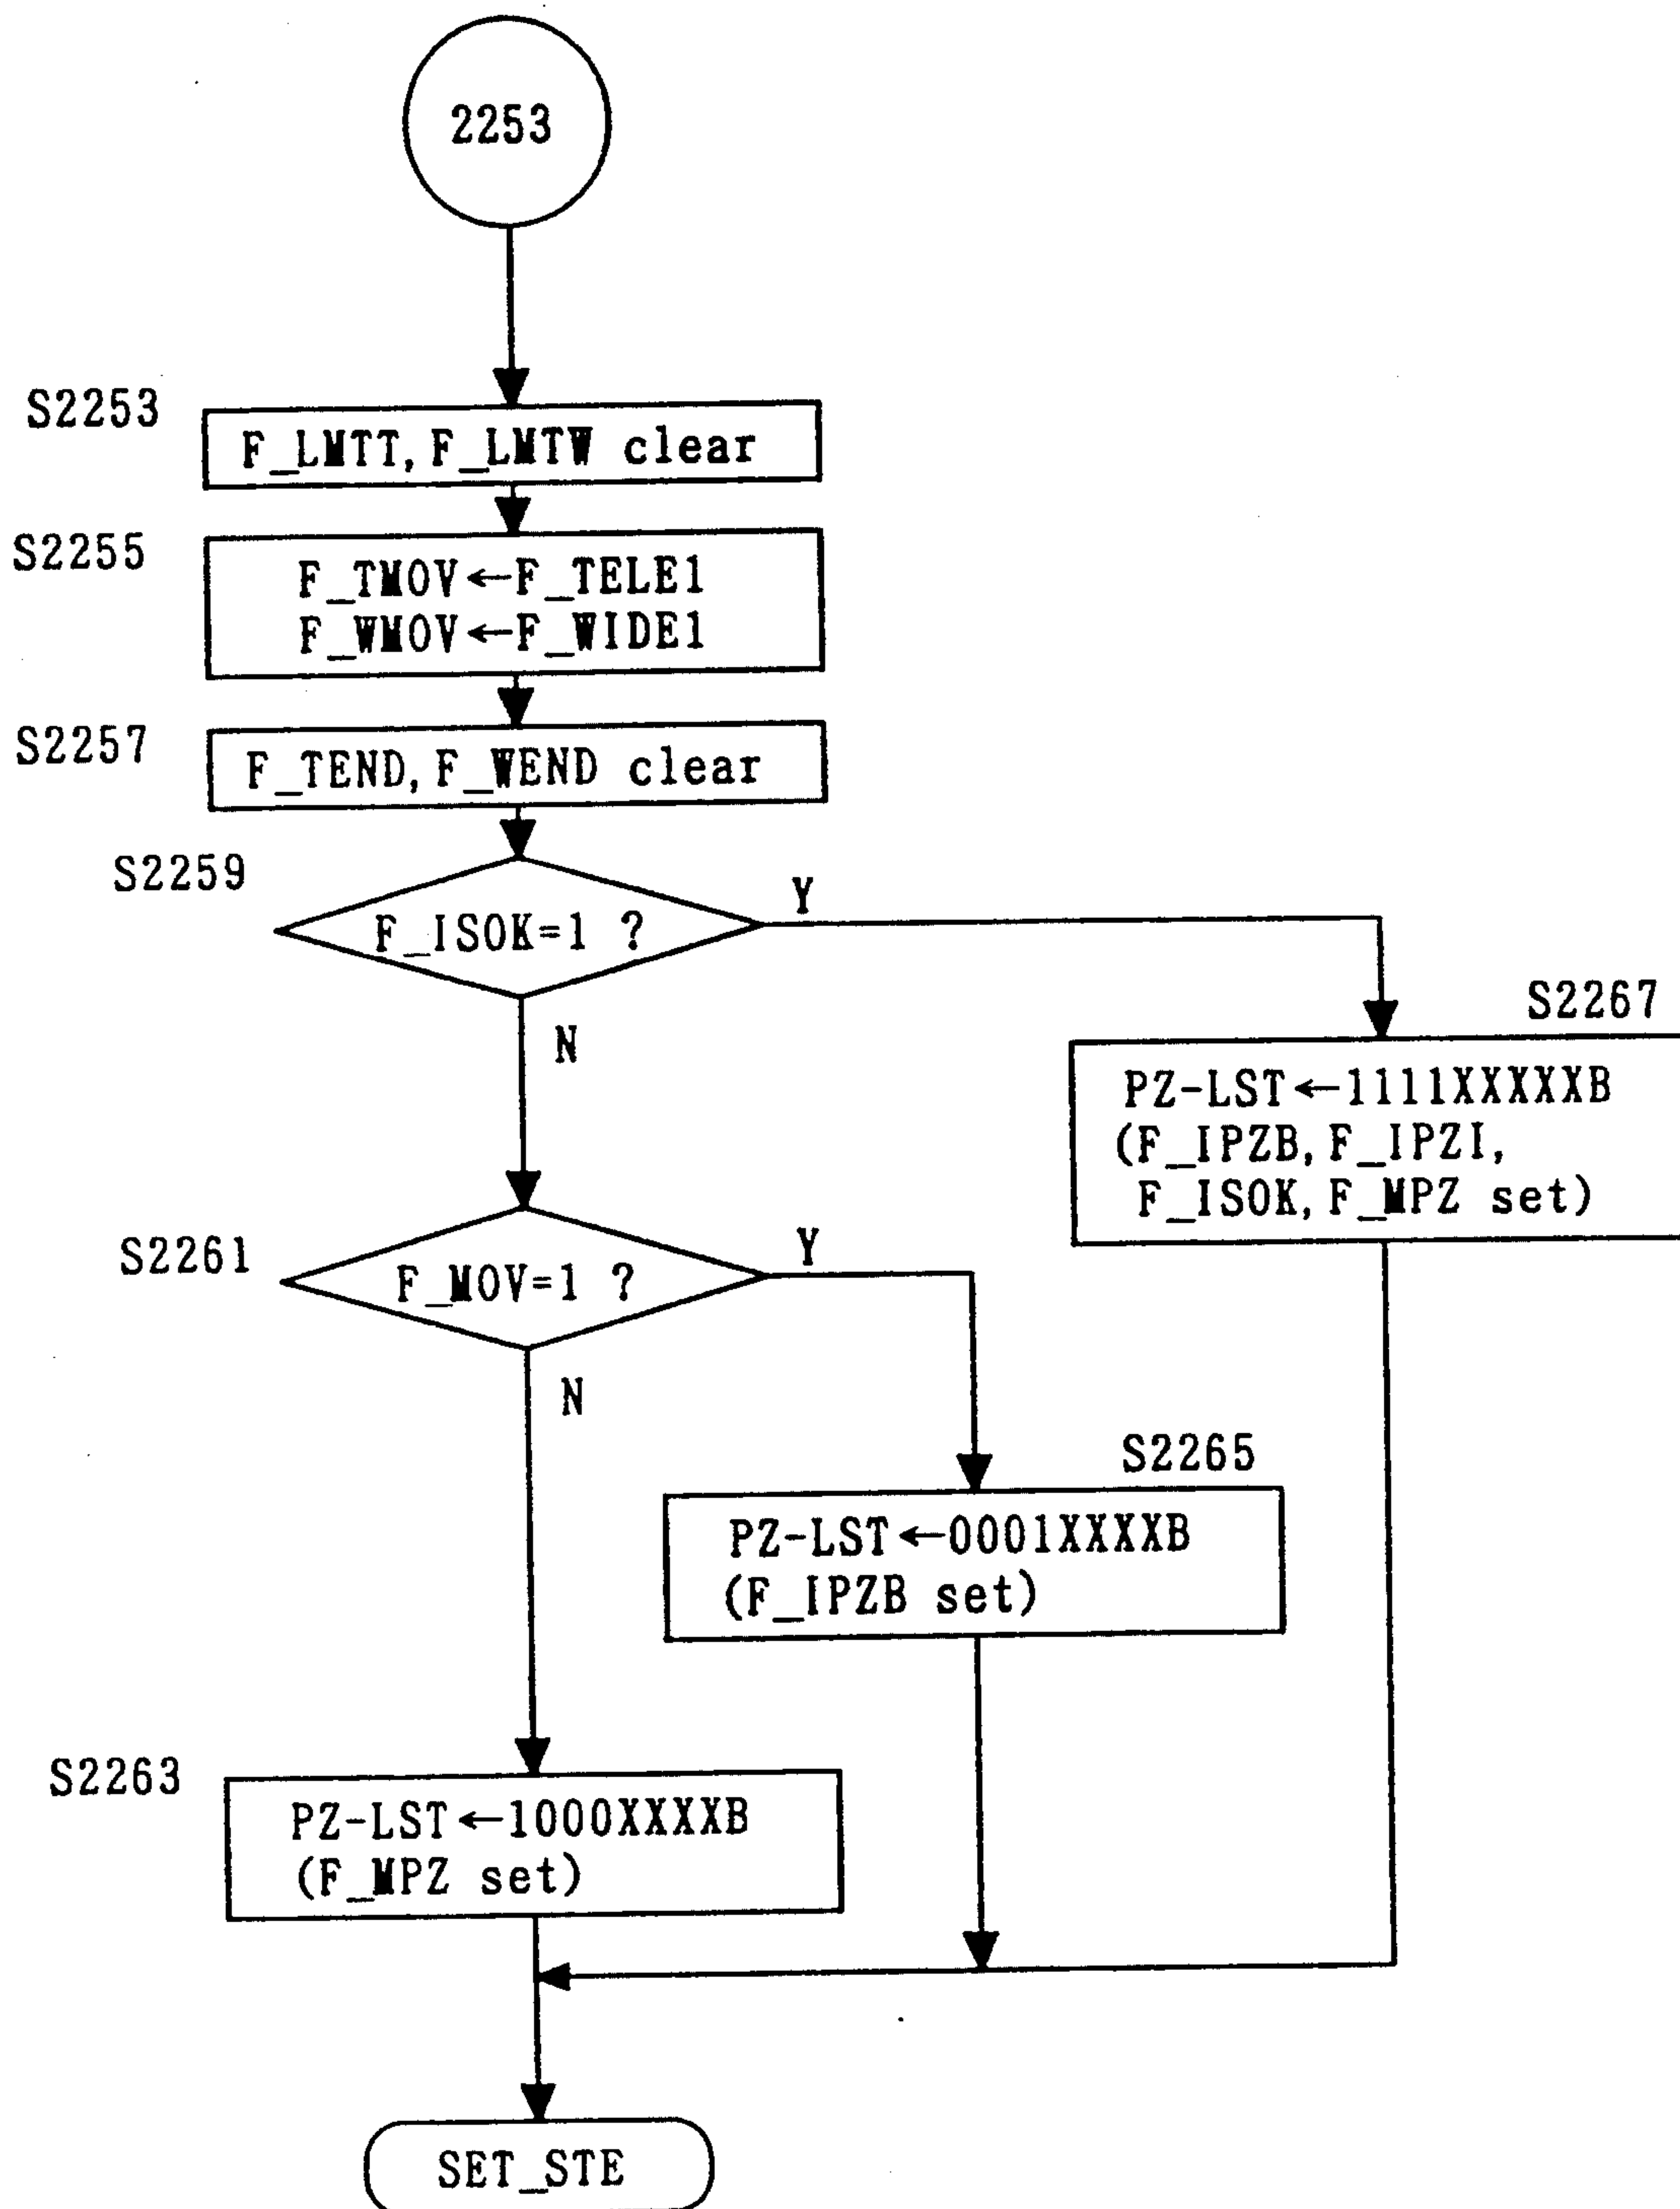 2253
S2253
F_LMTT, F_LMTW clear
S2255
F_TMOV←F_TELE1
F_WMOV←F_WIDE1
S2257
F_TEND, F_WEND clear
S2259
F_ISOK=1 ?
Y
N
S2267
PZ-LST←1111XXXXXB
(F_IPZB, F_IPZI,
F_ISOK, F_MPZ set)
S2261
F_MOV=1 ?
Y
N
S2265
PZ-LST←0001XXXXB
(F_IPZB set)
S2263
PZ-LST←1000XXXXB
(F_MPZ set)
SET_STE